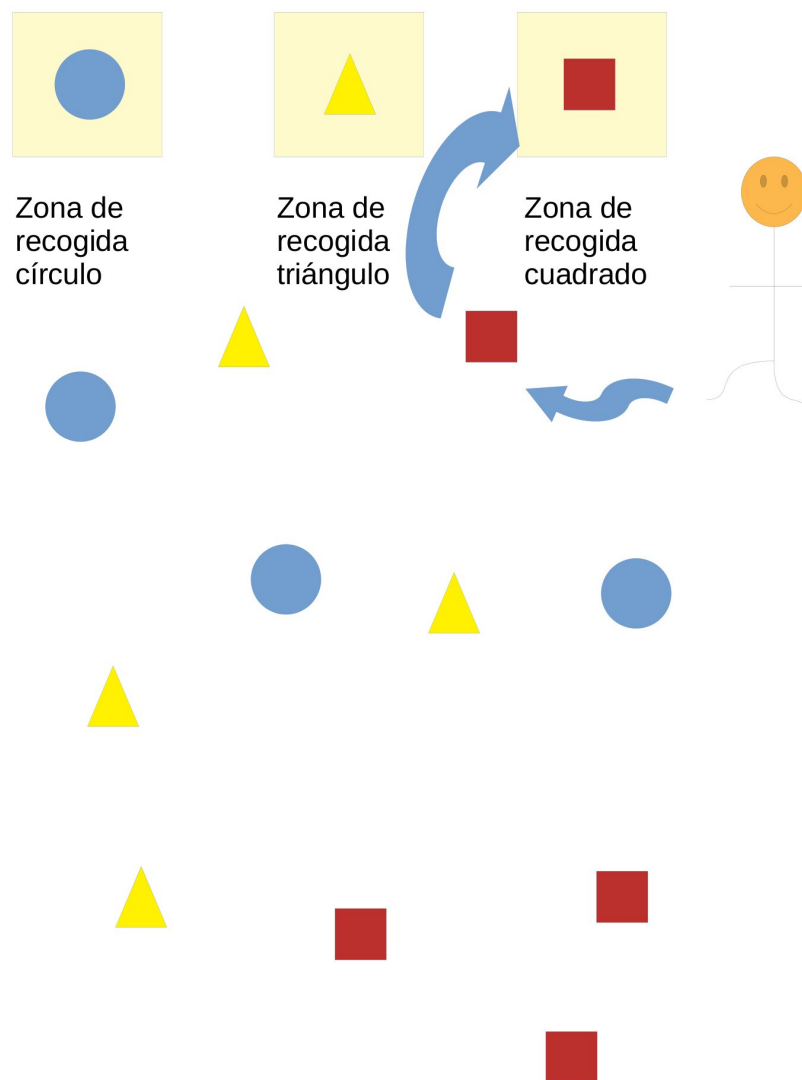 Zona de
recogida
círculo
Zona de
recogida
triángulo
Zona de
recogida
cuadrado